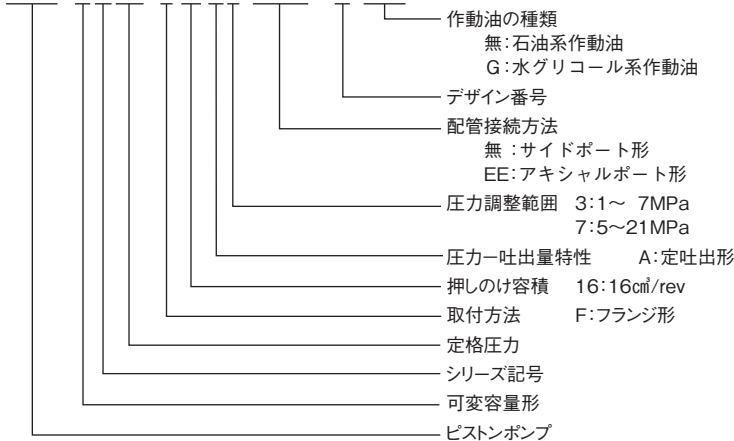 作動油の種類
無：石油系作動油
G：水グリコール系作動油
デザイン番号
配管接続方法
無 ：サイドポート形
EE：アキシャルポート形
圧力調整範囲 3：1～ 7MPa
7：5～21MPa
圧力ー吐出量特性 A：定吐出形
押しのけ容積 16：16c㎥/rev
取付方法 F：フランジ形
定格圧力
シリーズ記号
可変容量形
ピストンポンプ